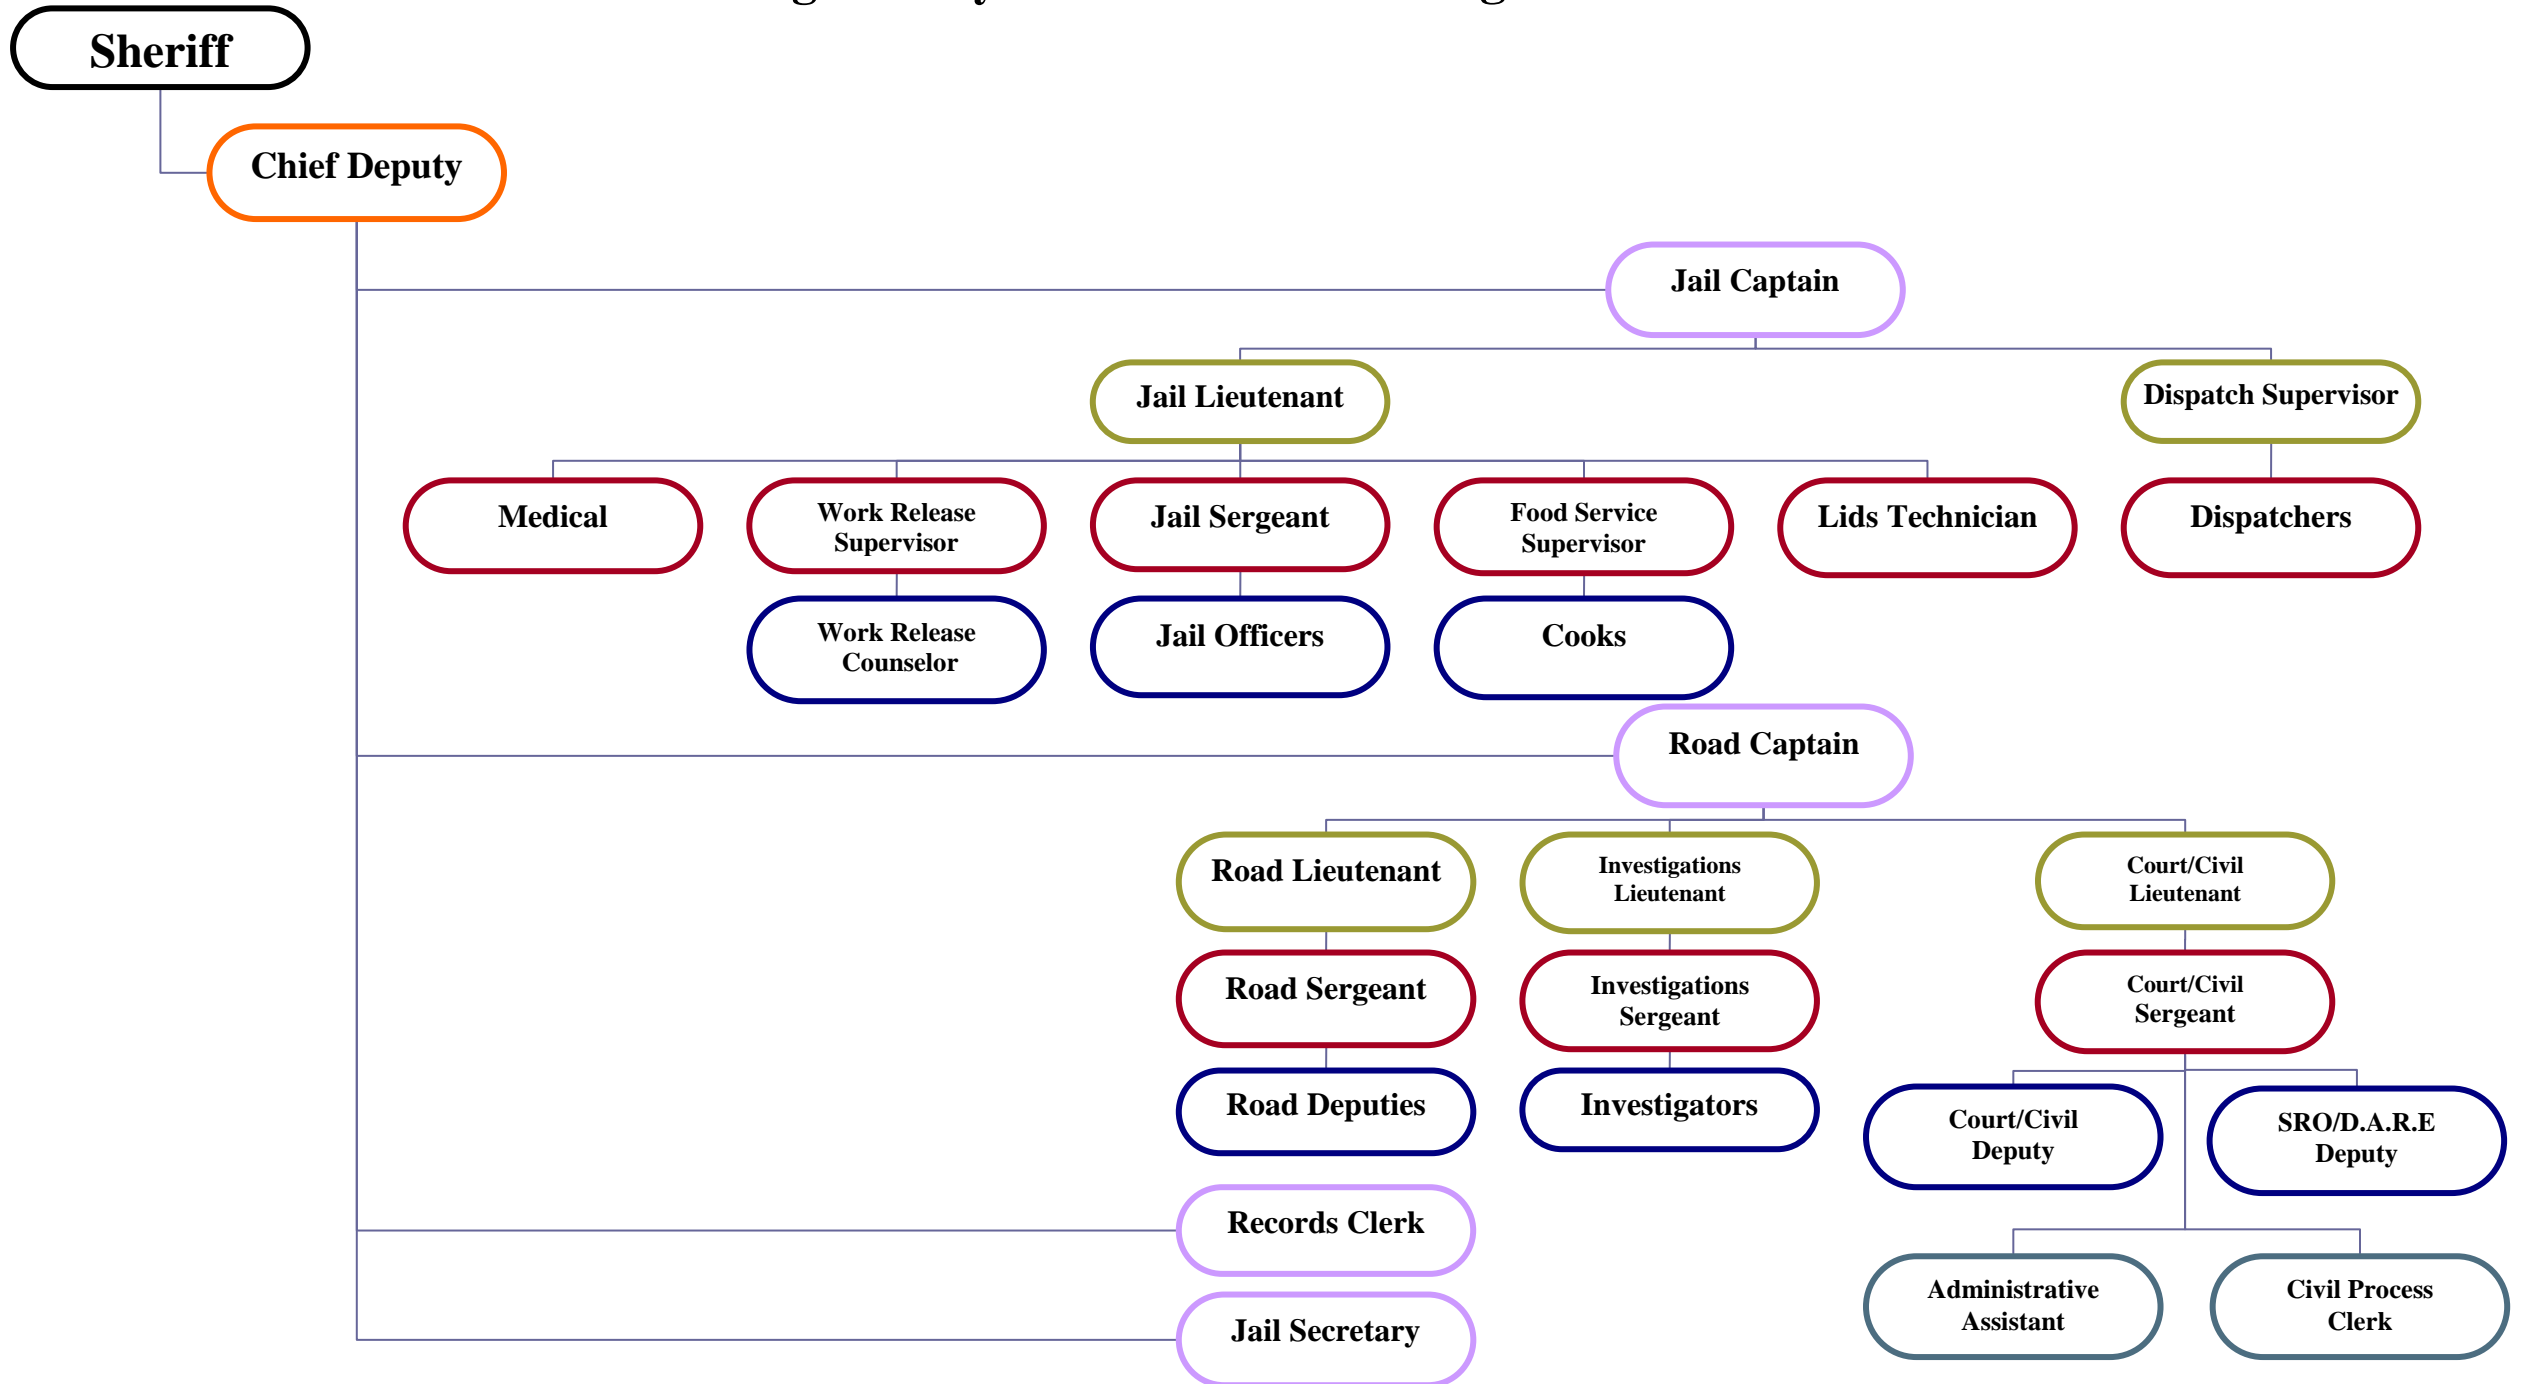 Sheriff
Chief Deputy
Jail Captain
Jail Lieutenant
Dispatch Supervisor
Medical
Work Release
Supervisor
Jail Sergeant
Food Service
Supervisor
Lids Technician
Dispatchers
Work Release
Counselor
Jail Officers
Cooks
Road Captain
Road Lieutenant
Investigations
Lieutenant
Court/Civil
Lieutenant
Road Sergeant
Investigations
Sergeant
Court/Civil
Sergeant
Road Deputies
Investigators
Court/Civil
Deputy
SRO/D.A.R.E
Deputy
Records Clerk
Administrative
Assistant
Civil Process
Clerk
Jail Secretary